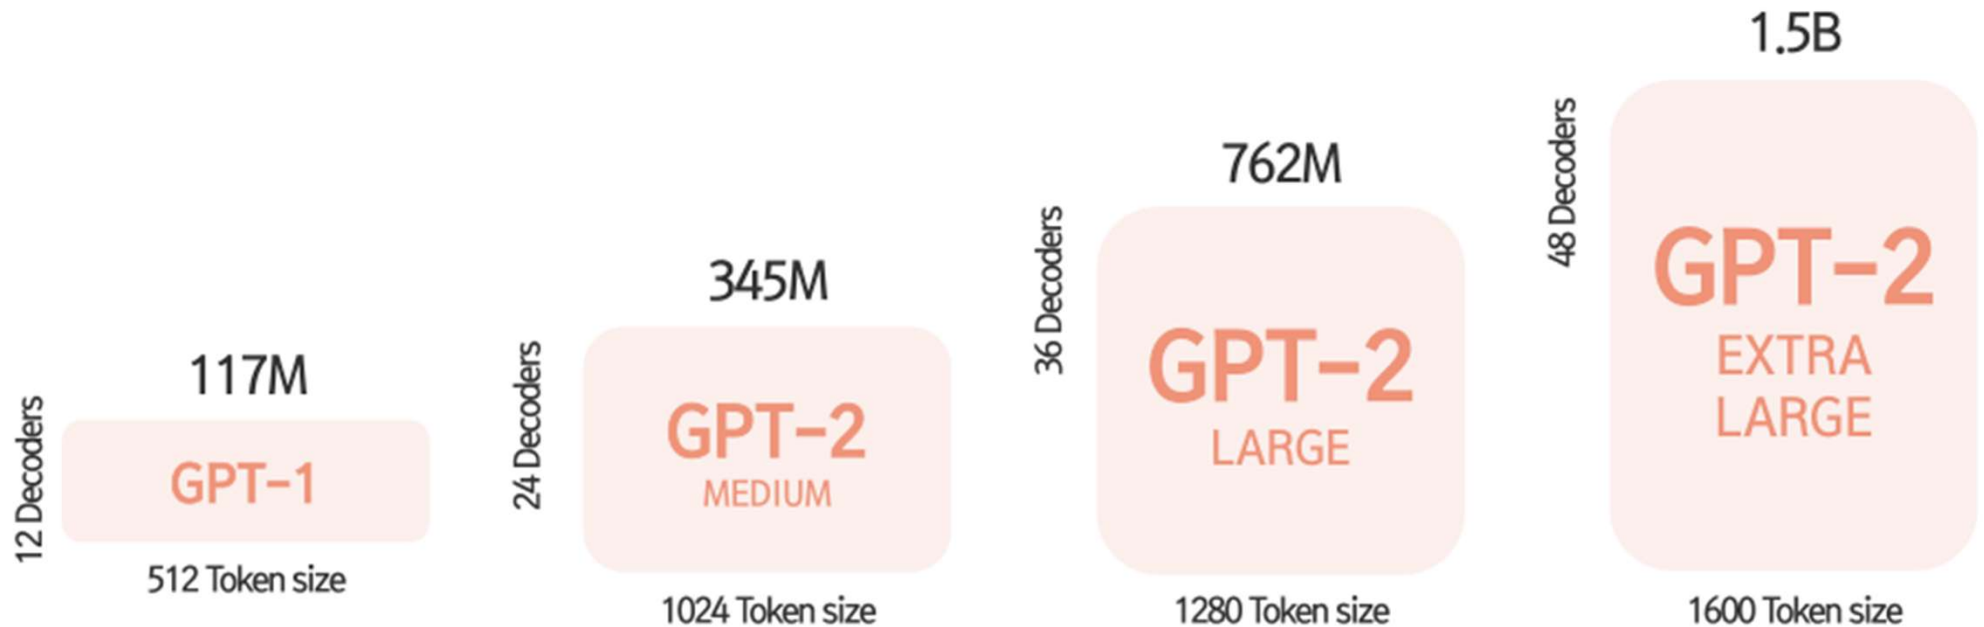 117M
12 Decoders
GPT-1
512 Token size
345M
24 Decoders
GPT-2
MEDIUM
1024 Token size
762M
36 Decoders
GPT-2
LARGE
1280 Token size
1.5B
48 Decoders
GPT-2
EXTRA
LARGE
1600 Token size